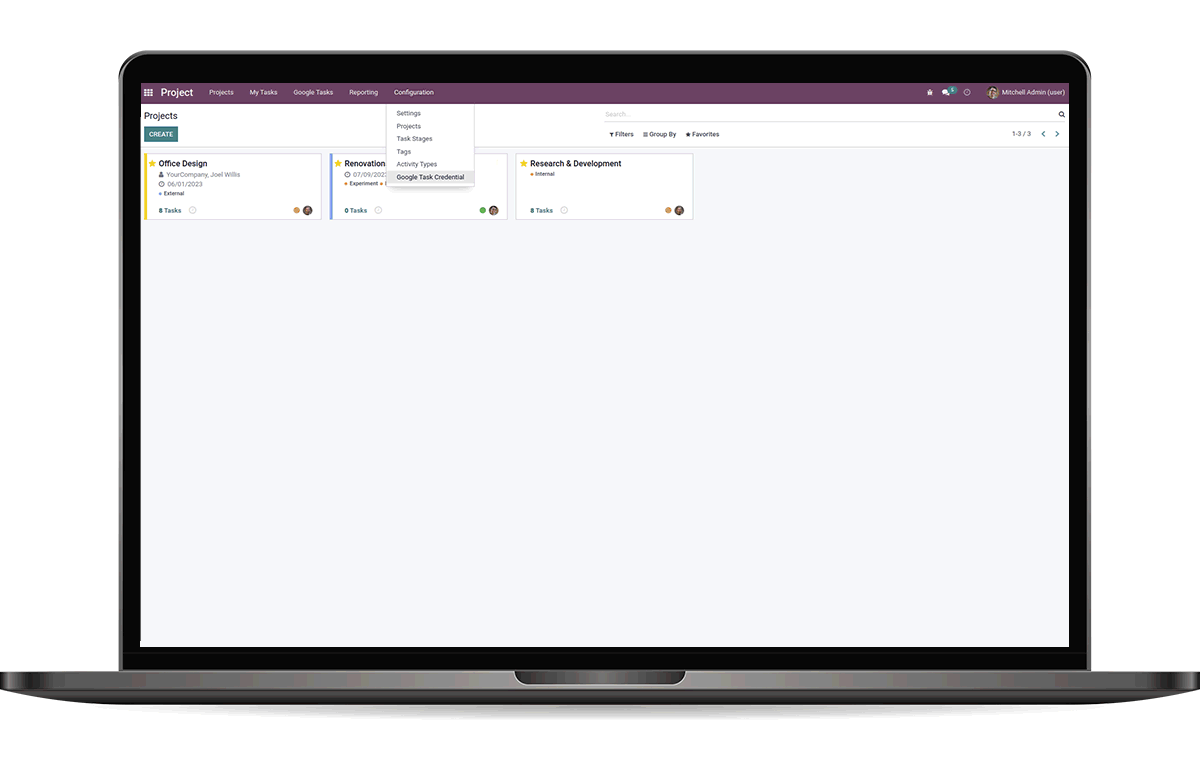 Project Projects My Tasks Google Tasks Reporting Configuration 5 Mitchell Admin (user)
Projects
Search...
CREATE
Filters Group By Favorites 1-3 / 3
Settings
Projects
Task Stages
Tags
Activity Types
Google Task Credential
Office Design
YourCompany, Joel Willis
06/01/2023
External
8 Tasks
Renovation
07/09/202
Experiment
0 Tasks
Research & Development
Internal
8 Tasks